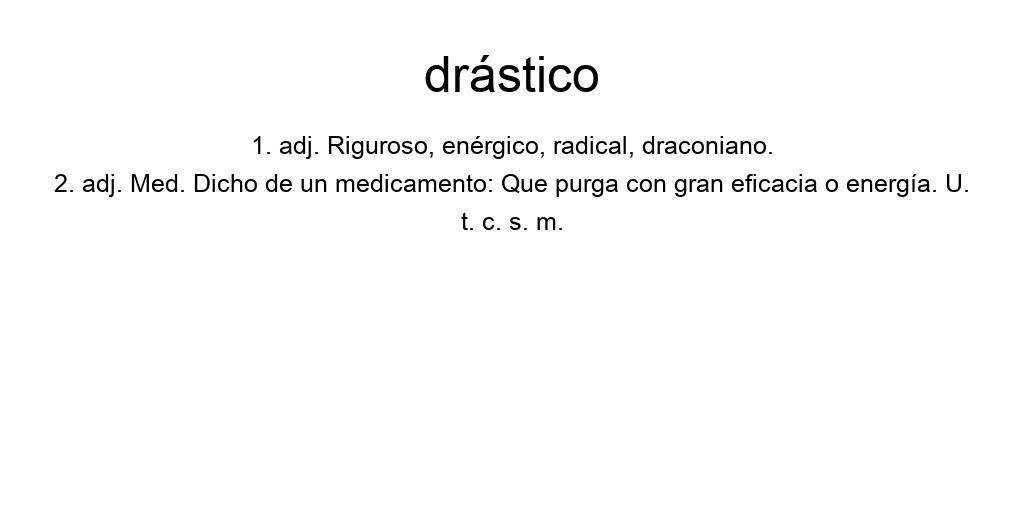 drástico
1. adj. Riguroso, enérgico, radical, draconiano.
2. adj. Med. Dicho de un medicamento: Que purga con gran eficacia o energía. U.
t. c. s. m.